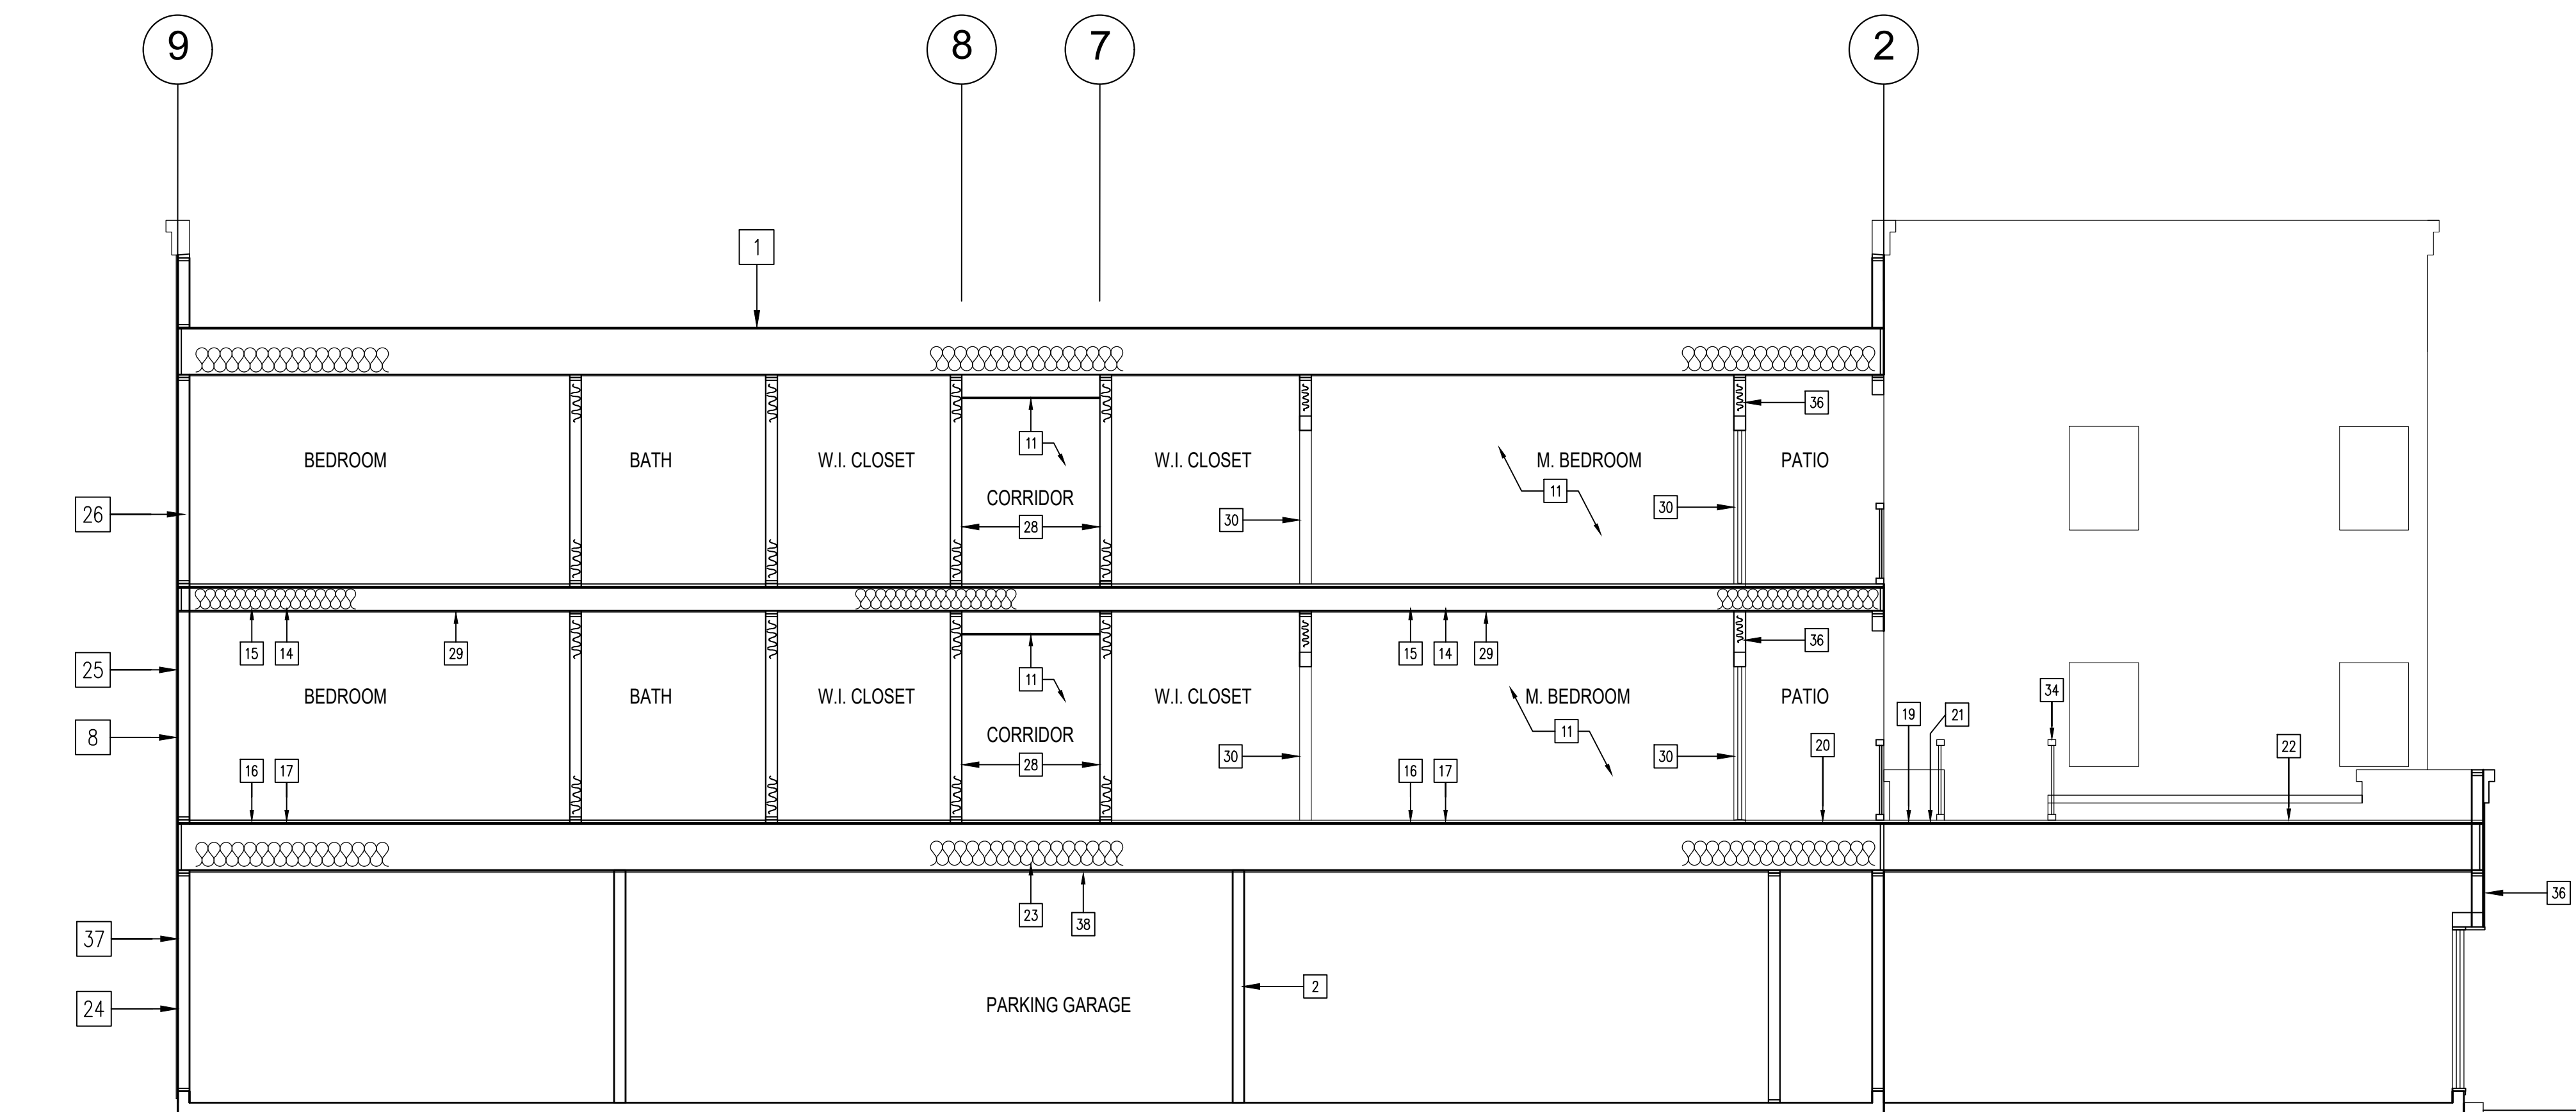 9 8 7 2
1
36
11
BEDROOM BATH W.I. CLOSET W.I. CLOSET M. BEDROOM PATIO
11
CORRIDOR
26 28 30 30
15 14 29 15 14 29 36
25
11
BEDROOM BATH W.I. CLOSET W.I. CLOSET M. BEDROOM PATIO 34
19 21
8 CORRIDOR 11
20 22
30 30
16 17 28 16 17
36
23 38
37
2
24 PARKING GARAGE